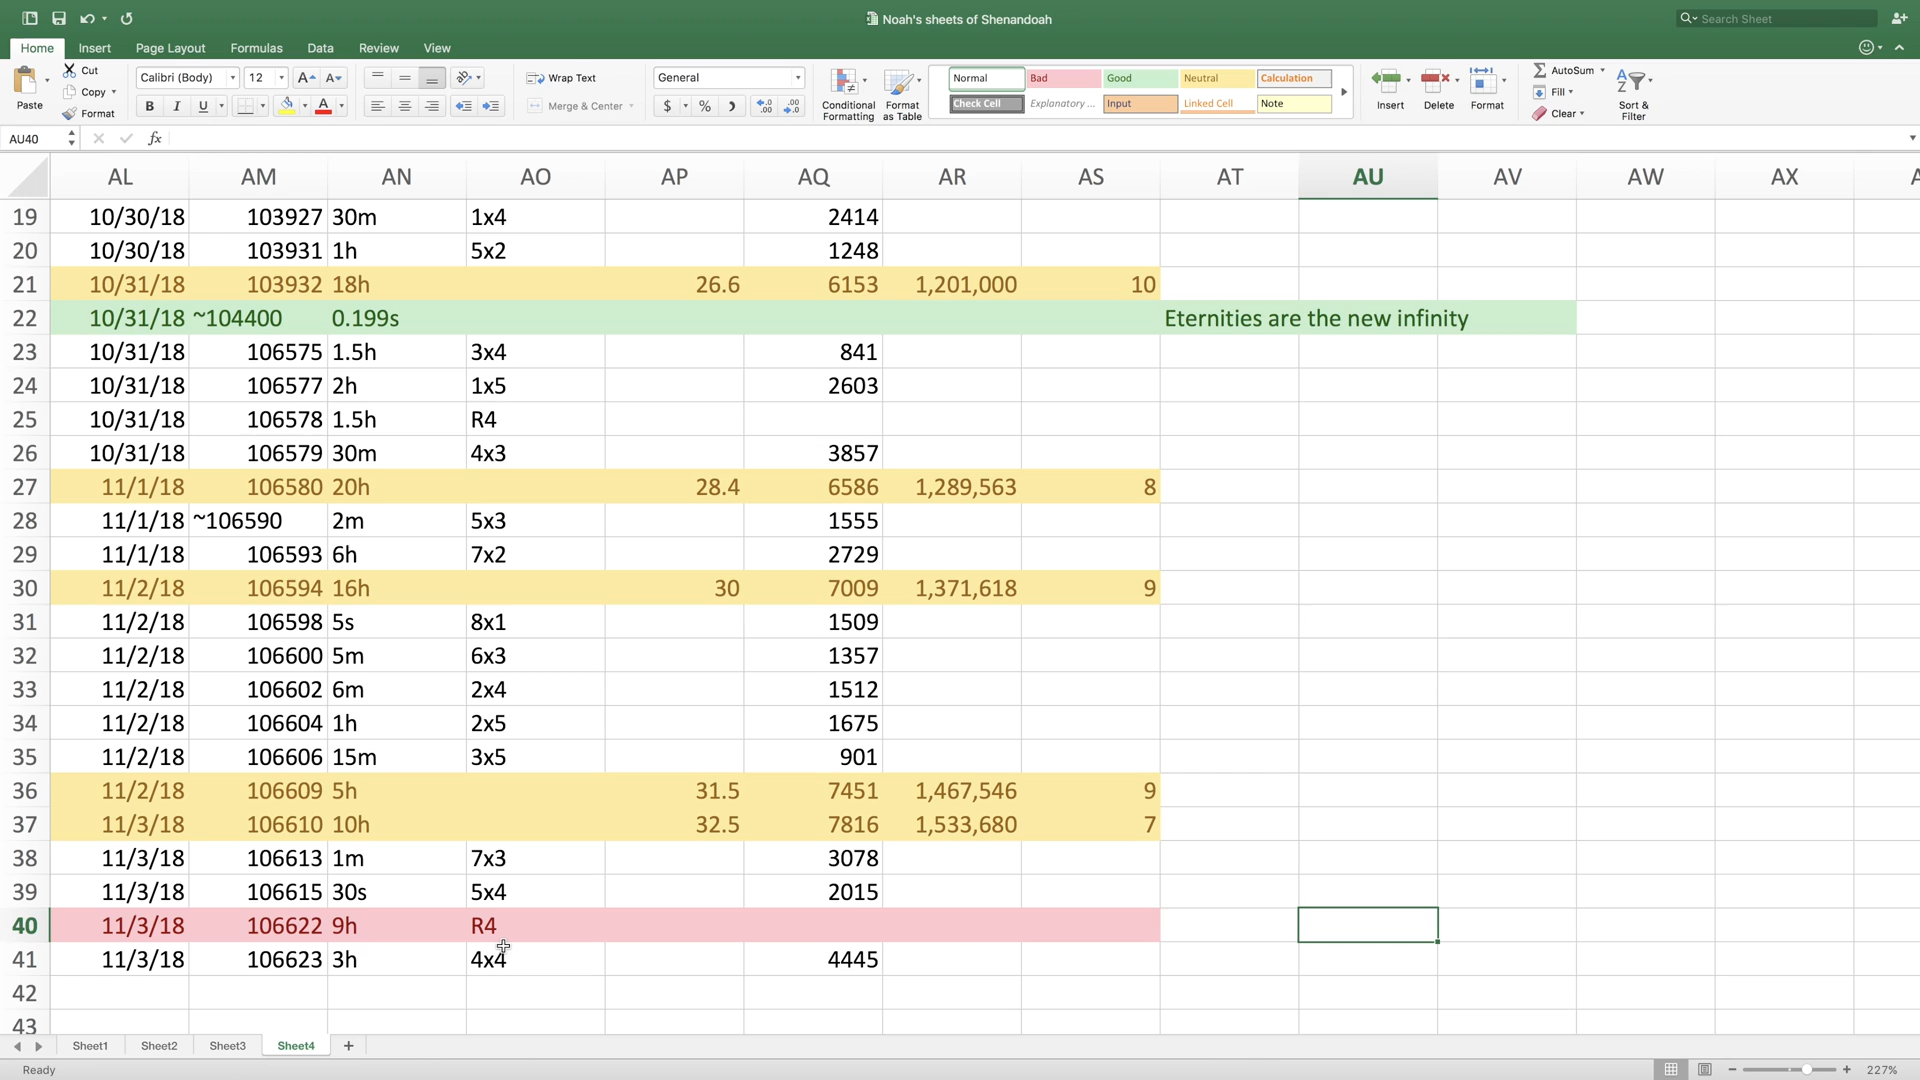 Noah's sheets of Shenandoah
Search Sheet
Home Insert Page Layout Formulas Data Review View
Paste
Cut
Copy
Format
Calibri (Body) 12 A A
B I U A
Wrap Text
Merge & Center
General
$ % )
Conditional Formatting
Format as Table
Normal Bad Good Neutral Calculation
Check Cell Explanatory ... Input Linked Cell Note
Insert Delete Format
AutoSum
Fill
Clear
Sort & Filter
AU40 fx
AL AM AN AO AP AQ AR AS AT AU AV AW AX
19 10/30/18 103927 30m 1x4 2414
20 10/30/18 103931 1h 5x2 1248
21 10/31/18 103932 18h 26.6 6153 1,201,000 10
22 10/31/18 ~104400 0.199s Eternities are the new infinity
23 10/31/18 106575 1.5h 3x4 841
24 10/31/18 106577 2h 1x5 2603
25 10/31/18 106578 1.5h R4
26 10/31/18 106579 30m 4x3 3857
27 11/1/18 106580 20h 28.4 6586 1,289,563 8
28 11/1/18 ~106590 2m 5x3 1555
29 11/1/18 106593 6h 7x2 2729
30 11/2/18 106594 16h 30 7009 1,371,618 9
31 11/2/18 106598 5s 8x1 1509
32 11/2/18 106600 5m 6x3 1357
33 11/2/18 106602 6m 2x4 1512
34 11/2/18 106604 1h 2x5 1675
35 11/2/18 106606 15m 3x5 901
36 11/2/18 106609 5h 31.5 7451 1,467,546 9
37 11/3/18 106610 10h 32.5 7816 1,533,680 7
38 11/3/18 106613 1m 7x3 3078
39 11/3/18 106615 30s 5x4 2015
40 11/3/18 106622 9h R4
41 11/3/18 106623 3h 4x4 4445
42
43
Sheet1 Sheet2 Sheet3 Sheet4 +
Ready 227%